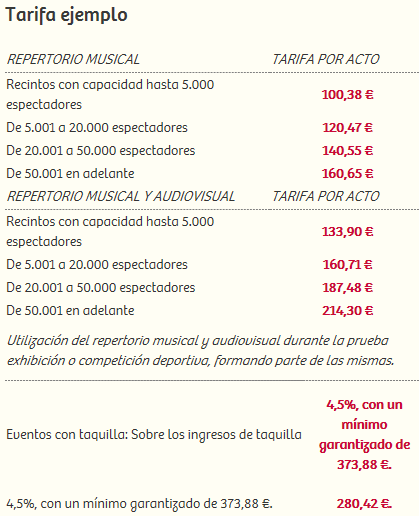 Tarifa ejemplo
REPERTORIO MUSICAL TARIFA POR ACTO
Recintos con capacidad hasta 5.000
espectadores 100,38 €
De 5.001 a 20.000 espectadores 120,47 €
De 20.001 a 50.000 espectadores 140,55 €
De 50.001 en adelante 160,65 €
REPERTORIO MUSICAL Y AUDIOVISUAL TARIFA POR ACTO
Recintos con capacidad hasta 5.000
espectadores 133,90 €
De 5.001 a 20.000 espectadores 160,71 €
De 20.001 a 50.000 espectadores 187,48 €
De 50.001 en adelante 214,30 €
Utilización del repertorio musical y audiovisual durante la prueba
exhibición o competición deportiva, formando parte de las mismas.
Eventos con taquilla: Sobre los ingresos de taquilla
4,5%, con un
mínimo
garantizado de
373,88 €.
4,5%, con un mínimo garantizado de 373,88 €. 280,42 €.